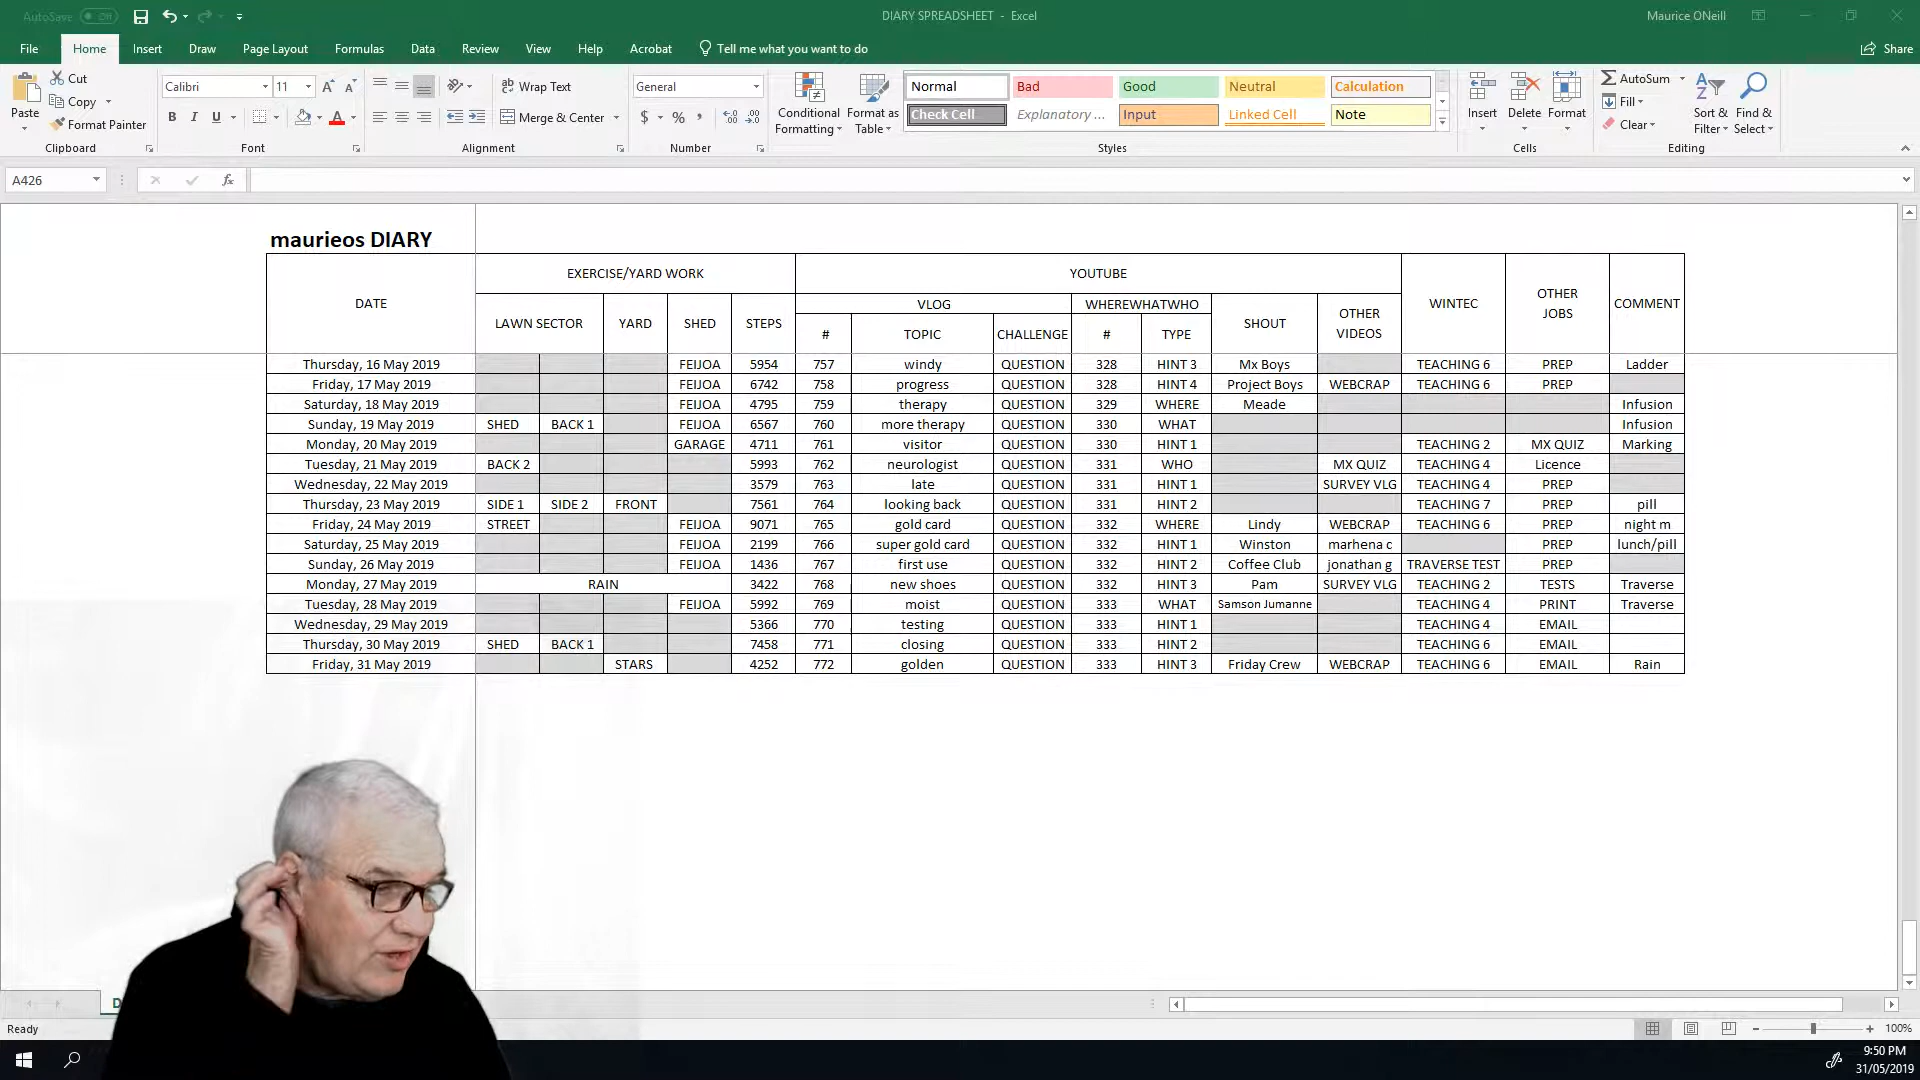 AutoSave Off DIARY SPREADSHEET - Excel Maurice ONeill
File Home Insert Draw Page Layout Formulas Data Review View Help Acrobat Tell me what you want to do Share
Paste Cut Copy Format Painter Clipboard
Calibri 11 B I U Font
Wrap Text Merge & Center Alignment
General $ % Number
Conditional Formatting Format as Table
Normal Bad Good Neutral Calculation
Check Cell Explanatory ... Input Linked Cell Note
Styles
Insert Delete Format Cells
AutoSum Fill Clear Sort & Filter Find & Select Editing
A426 fx
maurieos DIARY
DATE EXERCISE/YARD WORK YOUTUBE WINTEC OTHER JOBS COMMENT
LAWN SECTOR YARD SHED STEPS VLOG WHEREWHATWHO SHOUT OTHER VIDEOS
# TOPIC CHALLENGE # TYPE
Thursday, 16 May 2019 FEIJOA 5954 757 windy QUESTION 328 HINT 3 Mx Boys TEACHING 6 PREP Ladder
Friday, 17 May 2019 FEIJOA 6742 758 progress QUESTION 328 HINT 4 Project Boys WEBCRAP TEACHING 6 PREP
Saturday, 18 May 2019 FEIJOA 4795 759 therapy QUESTION 329 WHERE Meade Infusion
Sunday, 19 May 2019 SHED BACK 1 FEIJOA 6567 760 more therapy QUESTION 330 WHAT Infusion
Monday, 20 May 2019 GARAGE 4711 761 visitor QUESTION 330 HINT 1 TEACHING 2 MX QUIZ Marking
Tuesday, 21 May 2019 BACK 2 5993 762 neurologist QUESTION 331 WHO MX QUIZ TEACHING 4 Licence
Wednesday, 22 May 2019 3579 763 late QUESTION 331 HINT 1 SURVEY VLG TEACHING 4 PREP
Thursday, 23 May 2019 SIDE 1 SIDE 2 FRONT 7561 764 looking back QUESTION 331 HINT 2 TEACHING 7 PREP pill
Friday, 24 May 2019 STREET FEIJOA 9071 765 gold card QUESTION 332 WHERE Lindy WEBCRAP TEACHING 6 PREP night m
Saturday, 25 May 2019 FEIJOA 2199 766 super gold card QUESTION 332 HINT 1 Winston marhena c PREP lunch/pill
Sunday, 26 May 2019 FEIJOA 1436 767 first use QUESTION 332 HINT 2 Coffee Club jonathan g TRAVERSE TEST PREP
Monday, 27 May 2019 RAIN 3422 768 new shoes QUESTION 332 HINT 3 Pam SURVEY VLG TEACHING 2 TESTS Traverse
Tuesday, 28 May 2019 FEIJOA 5992 769 moist QUESTION 333 WHAT Samson Jumanne TEACHING 4 PRINT Traverse
Wednesday, 29 May 2019 5366 770 testing QUESTION 333 HINT 1 TEACHING 4 EMAIL
Thursday, 30 May 2019 SHED BACK 1 7458 771 closing QUESTION 333 HINT 2 TEACHING 6 EMAIL
Friday, 31 May 2019 STARS 4252 772 golden QUESTION 333 HINT 3 Friday Crew WEBCRAP TEACHING 6 EMAIL Rain
Ready 100%
9:50 PM
31/05/2019